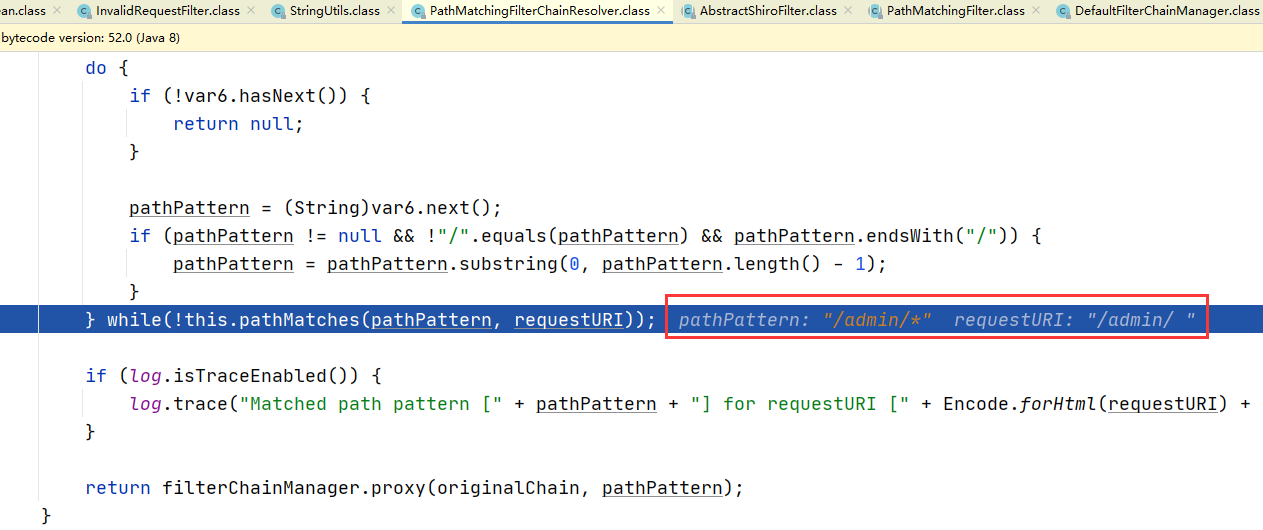 ean.class InvalidRequestFilter.class StringUtils.class PathMatchingFilterChainResolver.class AbstractShiroFilter.class PathMatchingFilter.class DefaultFilterChainManager.class
bytecode version: 52.0 (Java 8)
do {
if (!var6.hasNext()) {
return null;
}
pathPattern = (String)var6.next();
if (pathPattern != null && !"/".equals(pathPattern) && pathPattern.endsWith("/")) {
pathPattern = pathPattern.substring(0, pathPattern.length() - 1);
}
} while(!this.pathMatches(pathPattern, requestURI)); pathPattern: "/admin/*" requestURI: "/admin/ "
if (log.isTraceEnabled()) {
log.trace("Matched path pattern [" + pathPattern + "] for requestURI [" + Encode.forHtml(requestURI) +
}
return filterChainManager.proxy(originalChain, pathPattern);
}